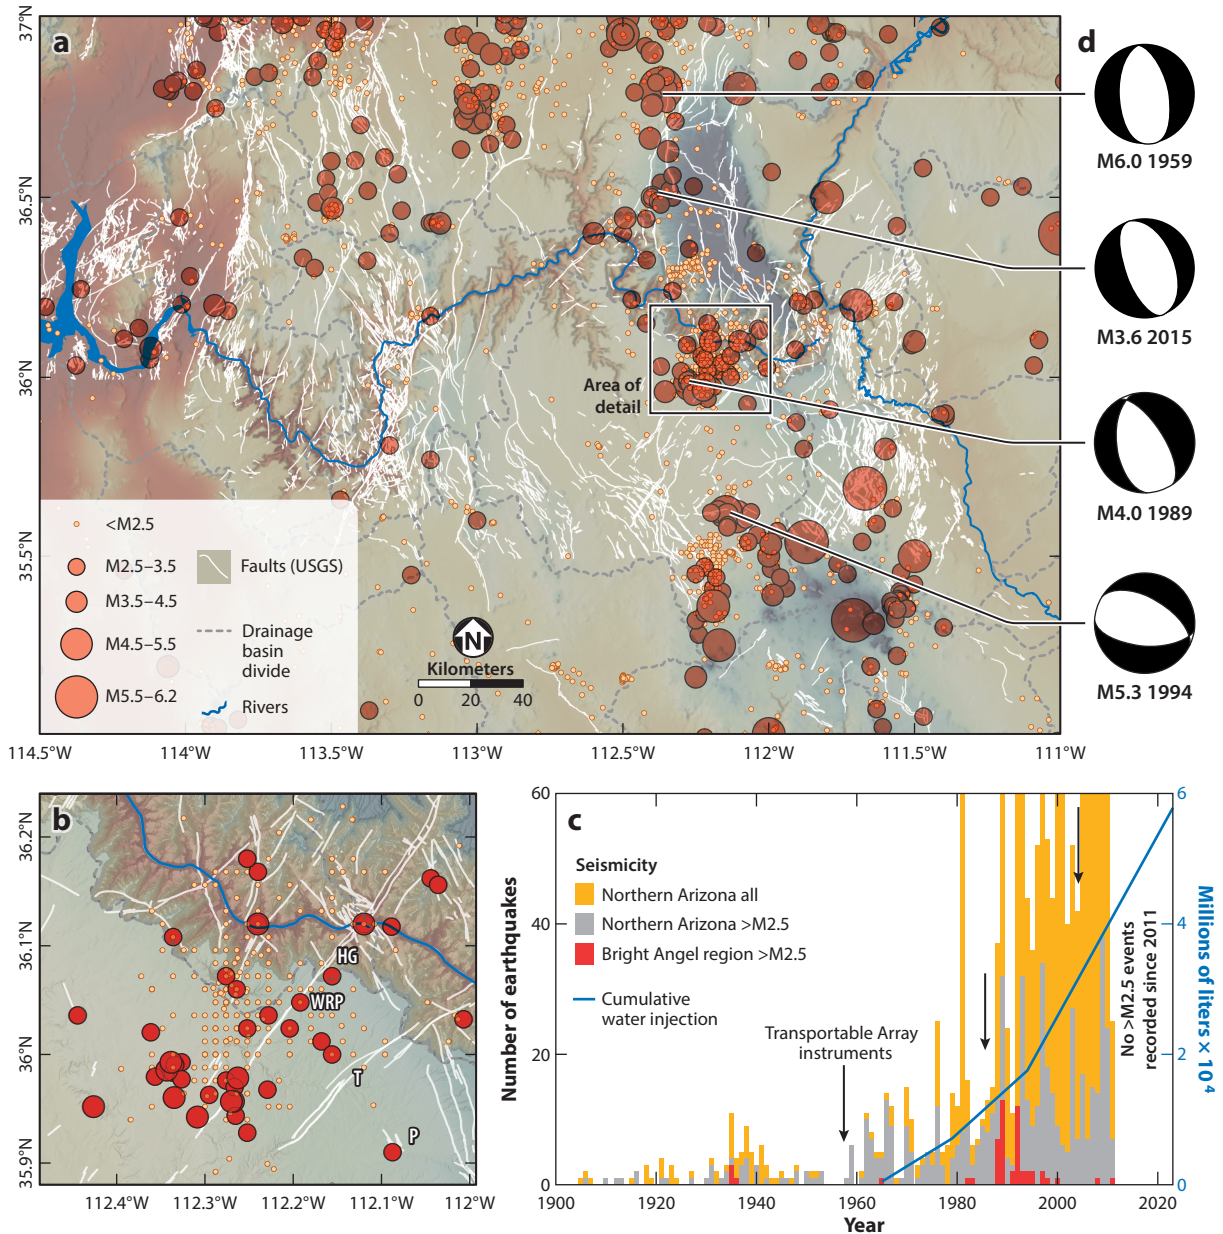 a
37°N
36.5°N
36°N
35.5°N
Area of
detail
<M2.5
M2.5–3.5
M3.5–4.5
M4.5–5.5
M5.5–6.2
Faults (USGS)
Drainage
basin
divide
Rivers
N
Kilometers
0 20 40
114.5°W 114°W 113.5°W 113°W 112.5°W 112°W 111.5°W 111°W
d
M6.0 1959
M3.6 2015
M4.0 1989
M5.3 1994
b
36.2°N
36.1°N
36°N
35.9°N
HG
WRP
T
P
112.4°W 112.3°W 112.2°W 112.1°W 112°W
c
Number of earthquakes
60
40
20
0
Seismicity
Northern Arizona all
Northern Arizona >M2.5
Bright Angel region >M2.5
Cumulative
water injection
Transportable Array
instruments
No >M2.5 events
recorded since 2011
6
4
2
0
Millions of liters × 10⁴
1900 1920 1940 1960 1980 2000
Year